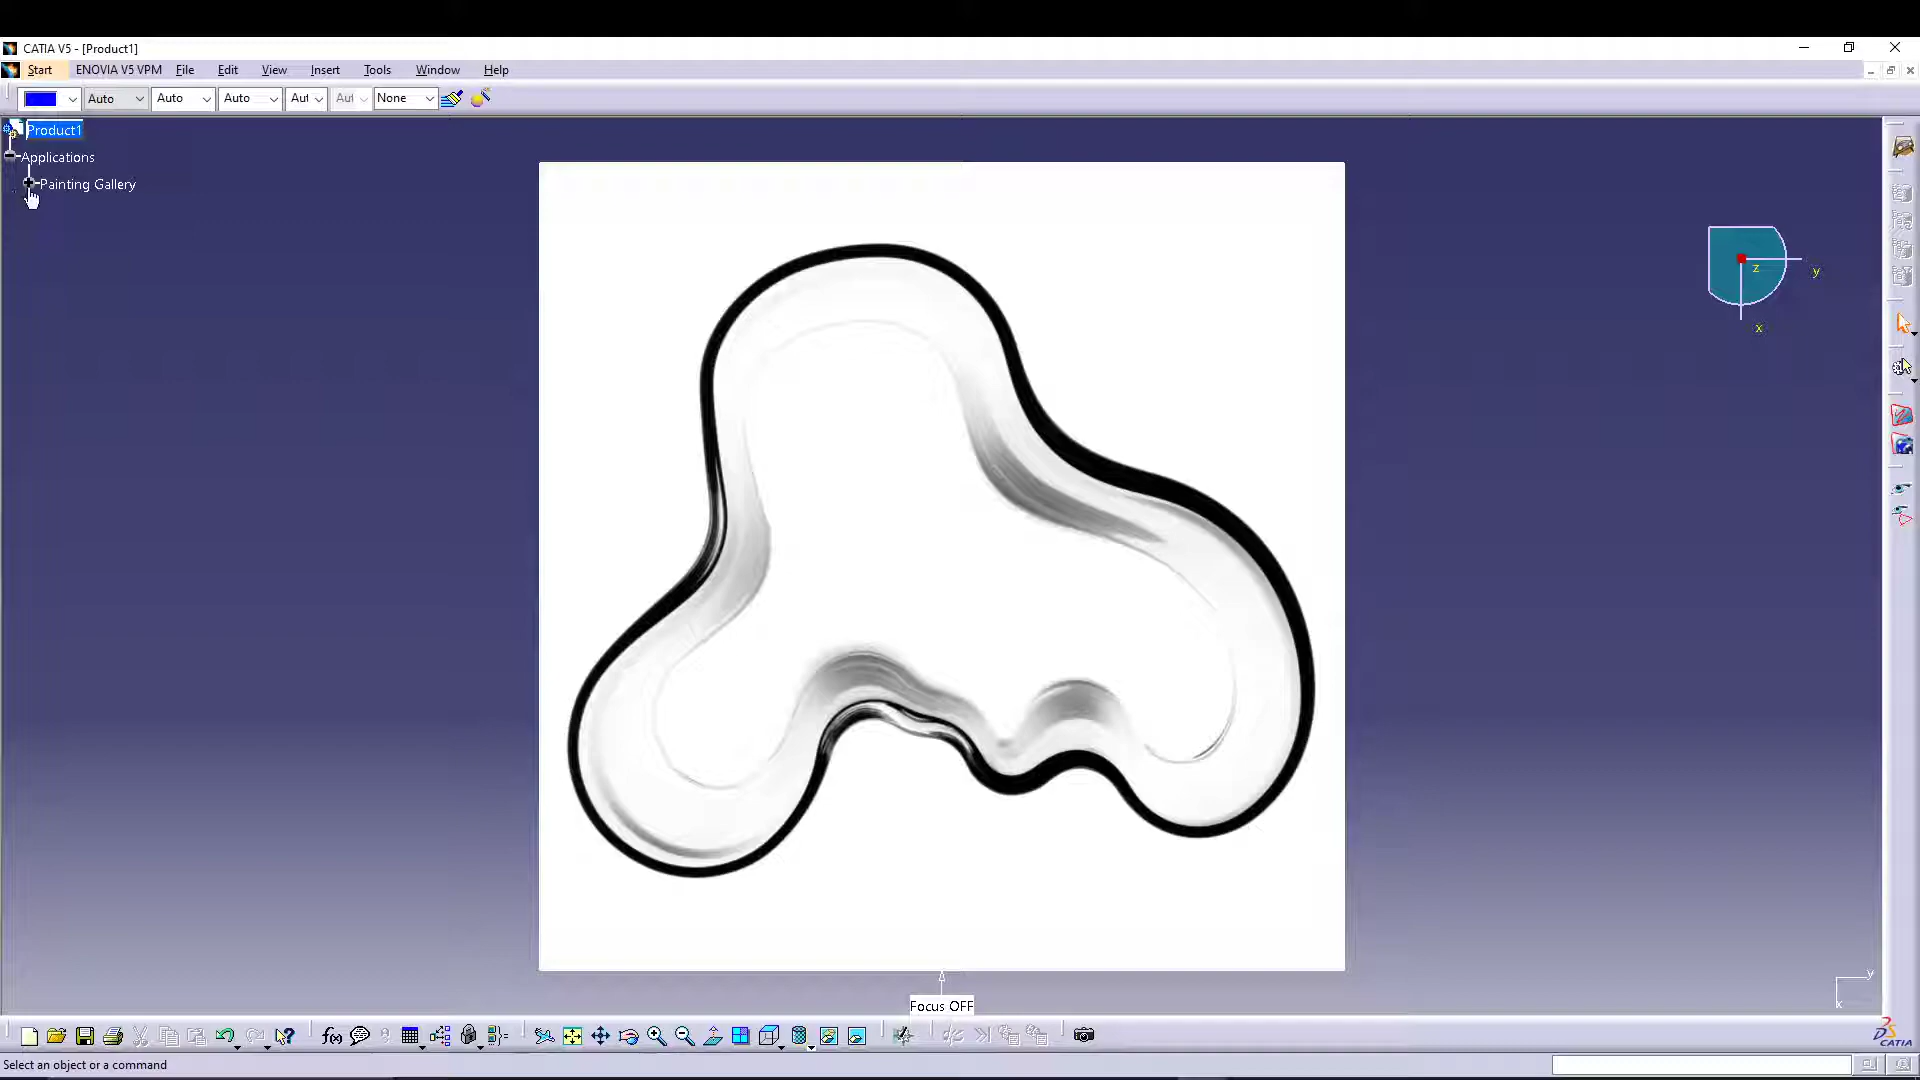 CATIA V5 - [Product1]
Start ENOVIA V5 VPM File Edit View Insert Tools Window Help
Auto Auto Auto Aut Aut None
Product1
Applications
Painting Gallery
z
y
x
Focus OFF
y
x
f(x)
CATIA
Select an object or a command